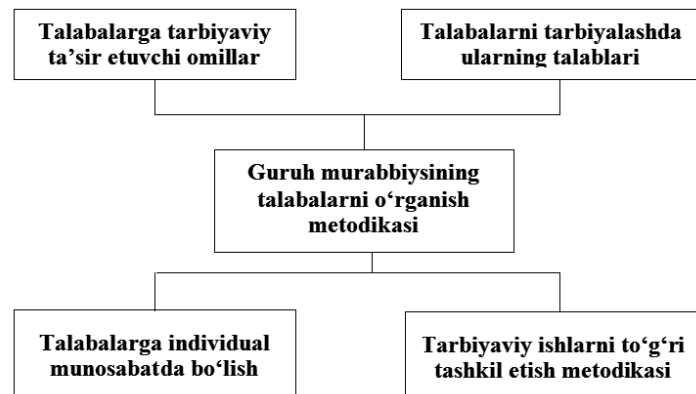 Talabalarga tarbiyaviy
ta’sir etuvchi omillar
Talabalarni tarbiyalashda
ularning talablari
Guruh murabbiysining
talabalarni o‘rganish
metodikasi
Talabalarga individual
munosabatda bo‘lish
Tarbiyaviy ishlarni to‘g‘ri
tashkil etish metodikasi